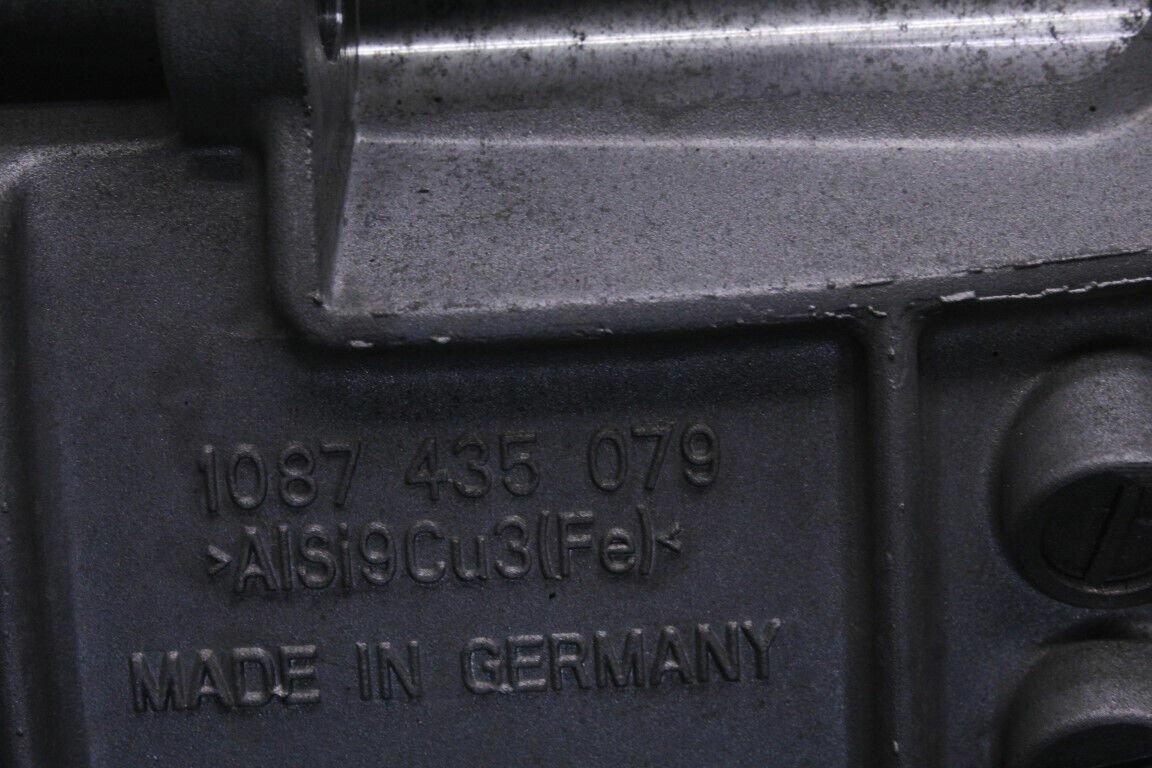 1087 435 079
>AlSi9Cu3(Fe)<
MADE IN GERMANY